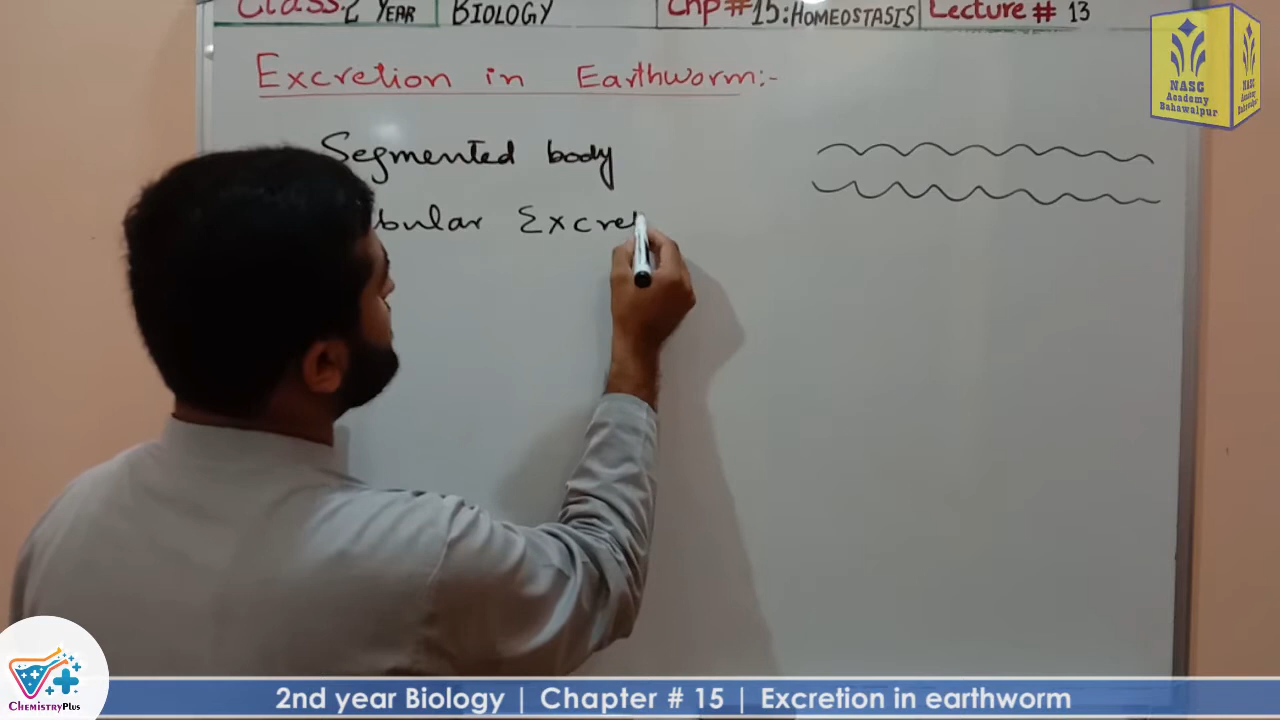 Class: 2 YEAR BIOLOGY Chp #15: HOMEOSTASIS Lecture # 13
Excretion in Earthworm:-
Segmented body
bular Excre
NASC
Academy
Bahawalpur
CHEMISTRYPLUS
2nd year Biology | Chapter # 15 | Excretion in earthworm